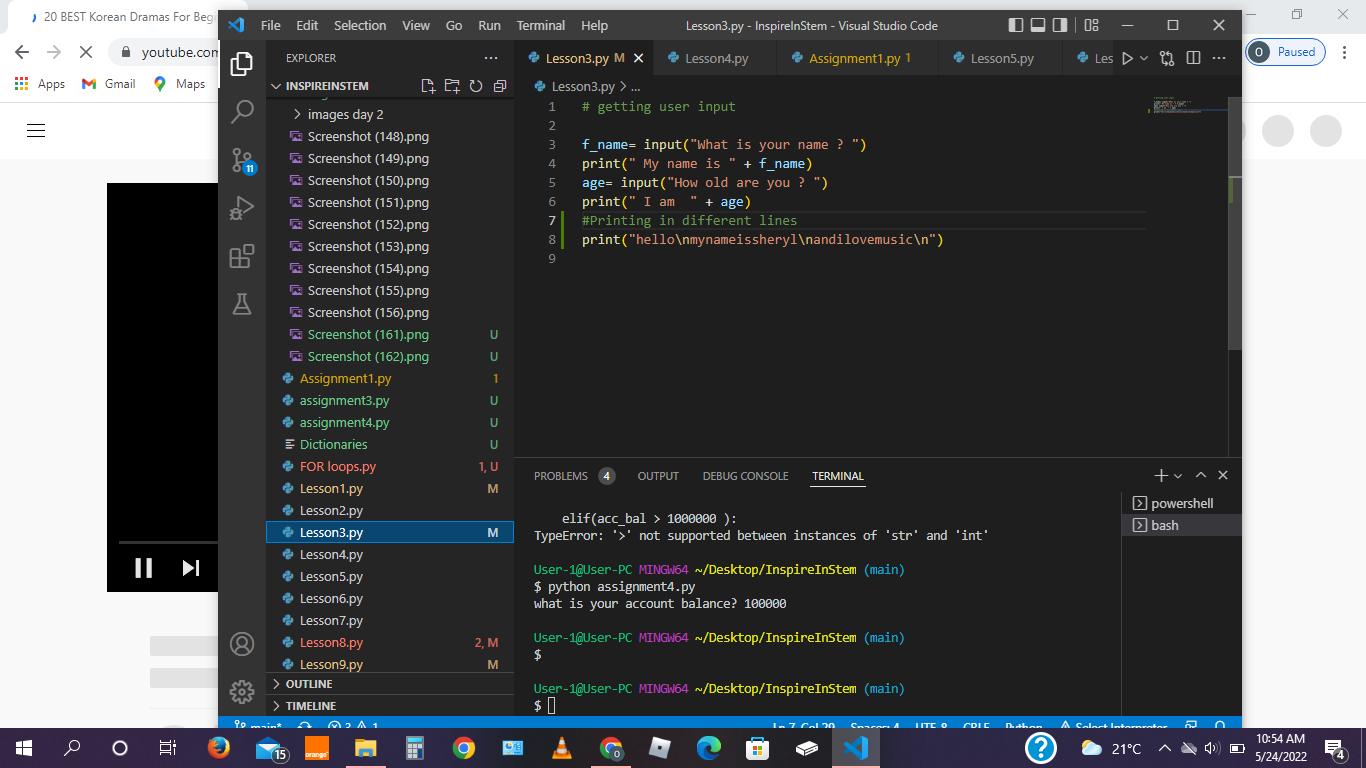 20 BEST Korean Dramas For Beg
File Edit Selection View Go Run Terminal Help
Lesson3.py - InspireInStem - Visual Studio Code
youtube.com
O Paused
Apps Gmail Maps
EXPLORER
INSPIREINSTEM
images day 2
Screenshot (148).png
Screenshot (149).png
Screenshot (150).png
Screenshot (151).png
Screenshot (152).png
Screenshot (153).png
Screenshot (154).png
Screenshot (155).png
Screenshot (156).png
Screenshot (161).png U
Screenshot (162).png U
Assignment1.py 1
assignment3.py U
assignment4.py U
Dictionaries U
FOR loops.py 1, U
Lesson1.py M
Lesson2.py
Lesson3.py M
Lesson4.py
Lesson5.py
Lesson6.py
Lesson7.py
Lesson8.py 2, M
Lesson9.py M
OUTLINE
TIMELINE
11
Lesson3.py M Lesson4.py Assignment1.py 1 Lesson5.py Les
Lesson3.py > ...
1 # getting user input
2
3 f_name= input("What is your name ? ")
4 print(" My name is " + f_name)
5 age= input("How old are you ? ")
6 print(" I am  " + age)
7 #Printing in different lines
8 print("hello\nmynameissheryl\nandilovemusic\n")
9
PROBLEMS 4 OUTPUT DEBUG CONSOLE TERMINAL
powershell
bash
elif(acc_bal > 1000000 ):
TypeError: '>' not supported between instances of 'str' and 'int'
User-1@User-PC MINGW64 ~/Desktop/InspireInStem (main)
$ python assignment4.py
what is your account balance? 100000
User-1@User-PC MINGW64 ~/Desktop/InspireInStem (main)
$
User-1@User-PC MINGW64 ~/Desktop/InspireInStem (main)
$
main* 3 1 Ln 7, Col 29 Spaces: 4 UTF-8 CRLF Python Select Interpreter
15
orange
21°C
10:54 AM
5/24/2022
4